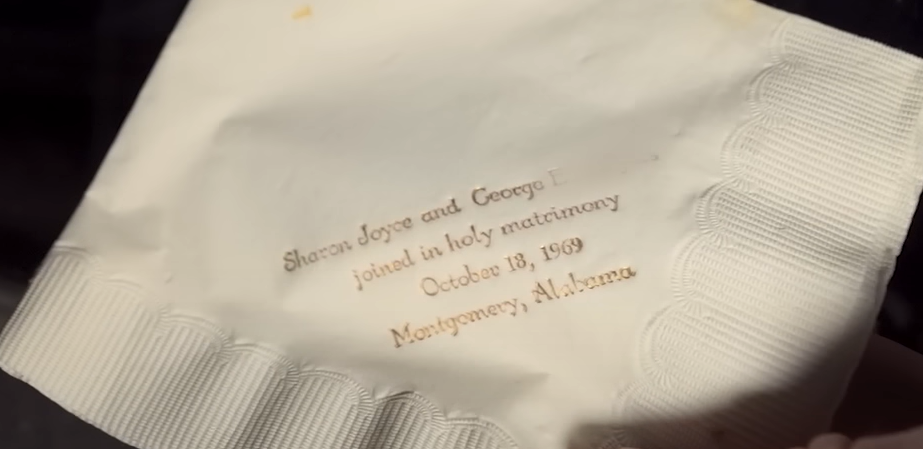 Sharon Joyce and George
joined in holy matrimony
October 18, 1969
Montgomery, Alabama